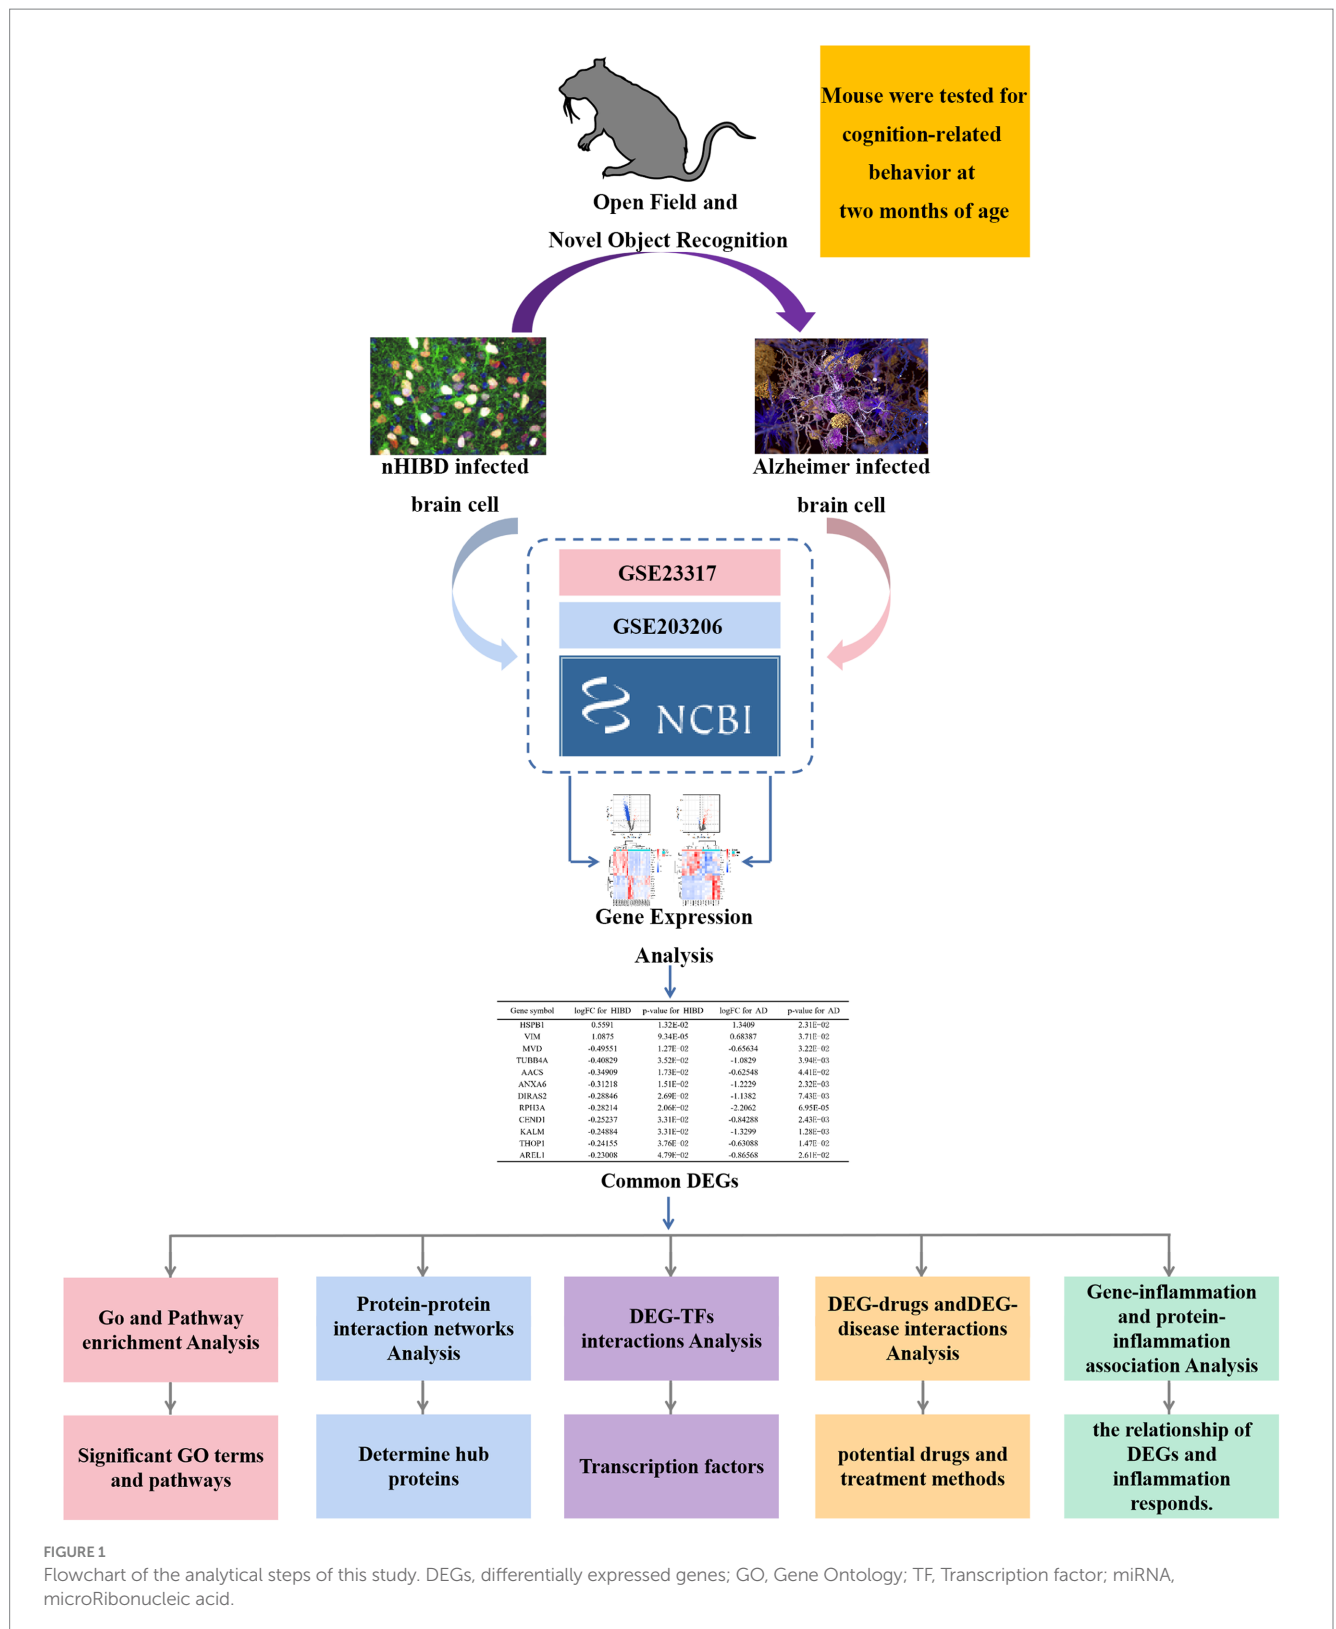 Mouse were tested for
cognition-related
behavior at
two months of age
Open Field and
Novel Object Recognition
nHIBD infected
brain cell
Alzheimer infected
brain cell
GSE23317
GSE203206
NCBI
Gene Expression
Analysis
Gene symbol logFC for HIBD p-value for HIBD logFC for AD p-value for AD
HSPB1 0.5591 1.32E-02 1.3409 2.31E-02
VIM 1.0875 9.34E-05 0.68387 3.71E-02
MVD -0.49551 1.27E-02 -0.65634 3.22E-02
TUBB4A -0.40829 3.52E-02 -1.0829 3.94E-03
AACS -0.34909 1.73E-02 -0.62548 4.41E-02
ANXA6 -0.31218 1.51E-02 -1.2229 2.32E-03
DIRAS2 -0.28846 2.69E-02 -1.1382 7.43E-03
RPH3A -0.28214 2.06E-02 -2.2062 6.95E-05
CEND1 -0.25237 3.31E-02 -0.84288 2.43E-03
KALM -0.24884 3.31E-02 -1.3299 1.28E-03
THOP1 -0.24155 3.76E-02 -0.63088 1.47E-02
AREL1 -0.23008 4.79E-02 -0.86568 2.61E-02
Common DEGs
Go and Pathway
enrichment Analysis
Protein-protein
interaction networks
Analysis
DEG-TFs
interactions Analysis
DEG-drugs andDEG-
disease interactions
Analysis
Gene-inflammation
and protein-
inflammation
association Analysis
Significant GO terms
and pathways
Determine hub
proteins
Transcription factors
potential drugs and
treatment methods
the relationship of
DEGs and
inflammation
responds.
FIGURE 1
Flowchart of the analytical steps of this study. DEGs, differentially expressed genes; GO, Gene Ontology; TF, Transcription factor; miRNA,
microRibonucleic acid.